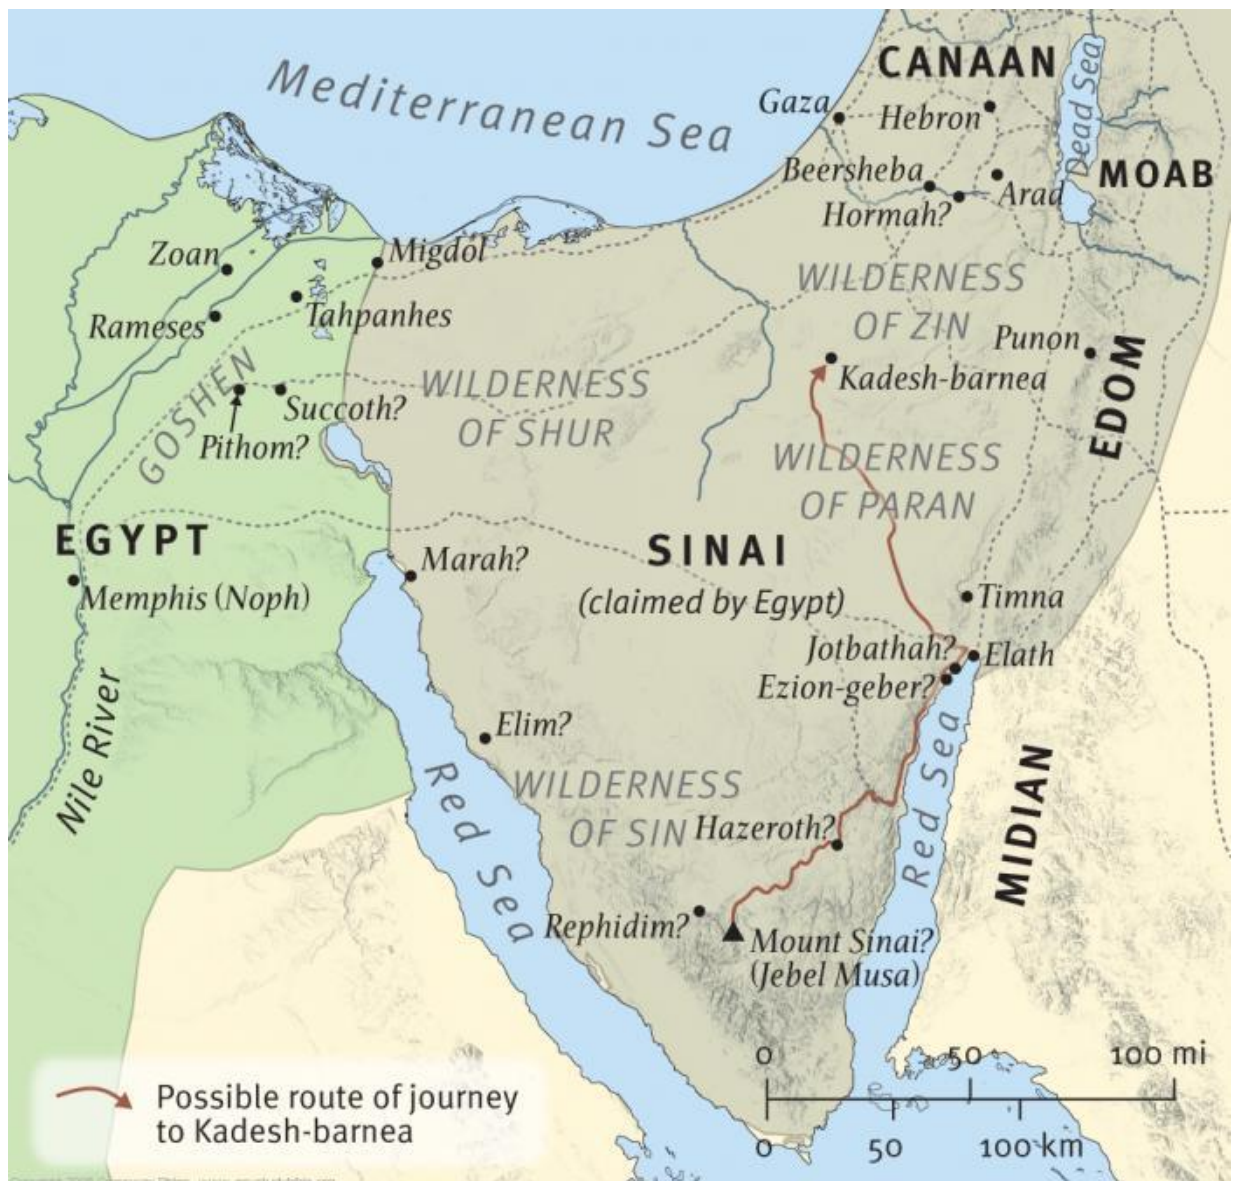 Mediterranean Sea
CANAAN
Gaza
Hebron
Dead Sea
Beersheba
Arad
MOAB
Hormah?
Zoan
Migdol
WILDERNESS
OF ZIN
Rameses
Tahpanhes
Punon
GOSHEN
Kadesh-barnea
EDOM
WILDERNESS
OF SHUR
Succoth?
Pithom?
WILDERNESS
OF PARAN
EGYPT
SINAI
(claimed by Egypt)
Marah?
Memphis (Noph)
Timna
Jotbathah?
Elath
Ezion-geber?
Nile River
Elim?
Red Sea
Red Sea
MIDIAN
WILDERNESS
OF SIN
Hazeroth?
Rephidim?
Mount Sinai?
(Jebel Musa)
0 50 100 mi
0 50 100 km
Possible route of journey
to Kadesh-barnea